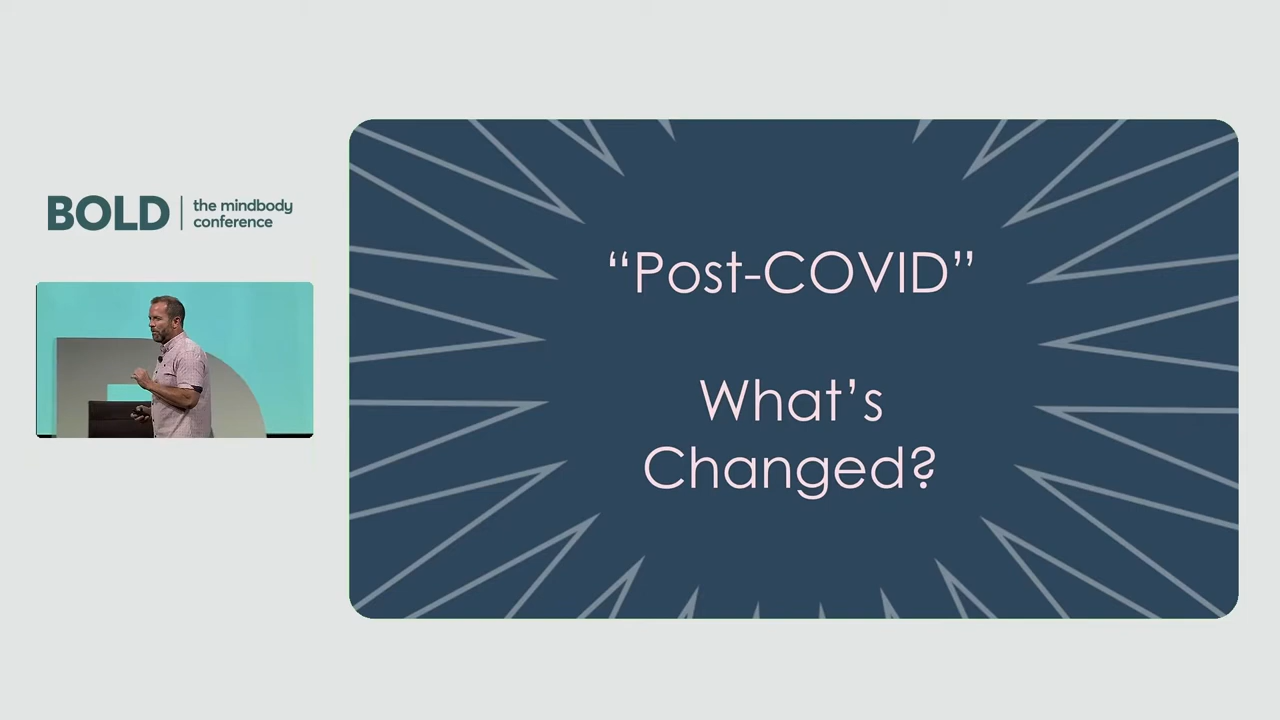 BOLD
the mindbody
conference
“Post-COVID”
What’s
Changed?